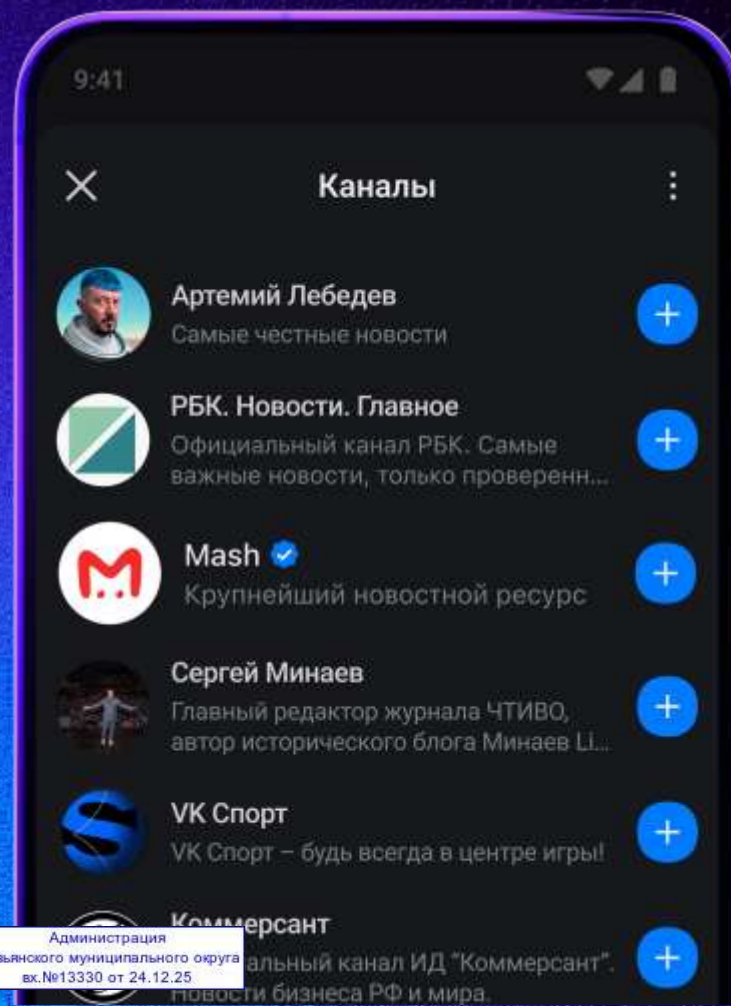 9:41
Каналы
Артемий Лебедев
Самые честные новости
РБК. Новости. Главное
Официальный канал РБК. Самые
важные новости, только проверенн...
Mash
Крупнейший новостной ресурс
Сергей Минаев
Главный редактор журнала ЧТИВО,
автор исторического блога Минаев Li...
VK Спорт
VK Спорт – будь всегда в центре игры!
Коммерсант
канал ИД "Коммерсант".
Новости бизнеса РФ и мира.
Администрация
муниципального округа
вх.№13330 от 24.12.25